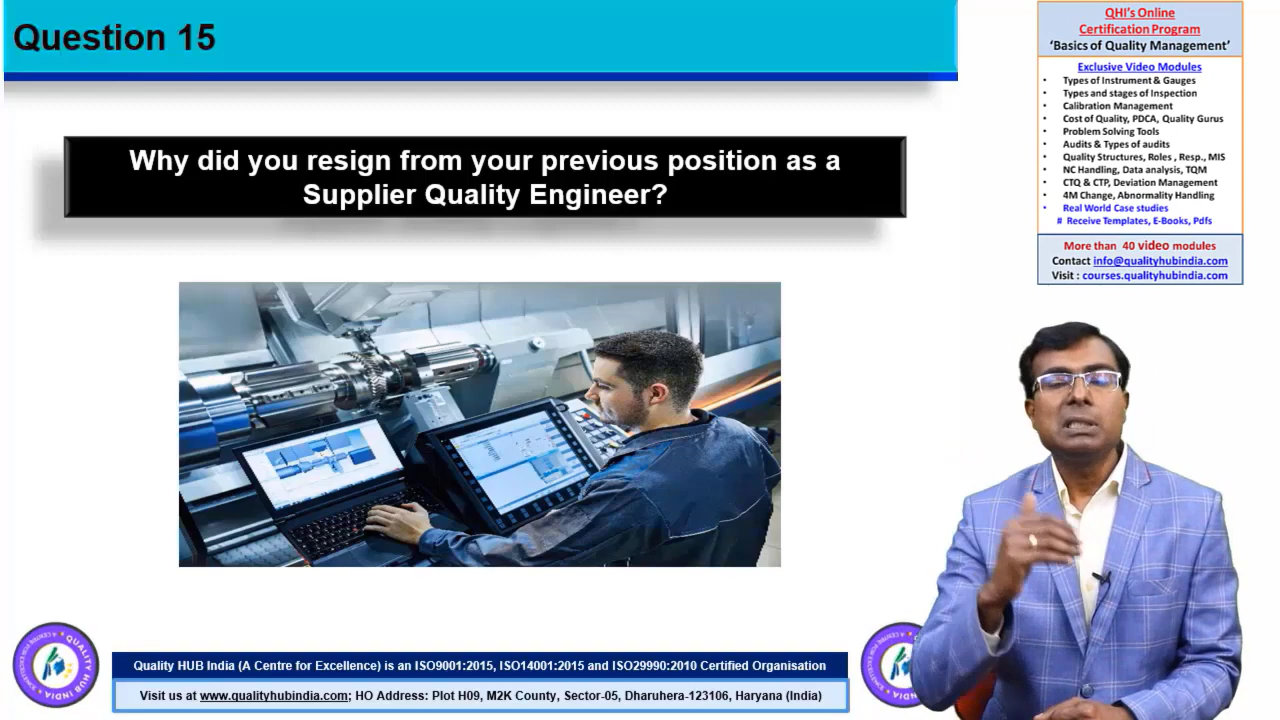 Question 15
Why did you resign from your previous position as a
Supplier Quality Engineer?
QHI's Online
Certification Program
'Basics of Quality Management'
Exclusive Video Modules
• Types of Instrument & Gauges
• Types and stages of Inspection
• Calibration Management
• Cost of Quality, PDCA, Quality Gurus
• Problem Solving Tools
• Audits & Types of audits
• Quality Structures, Roles , Resp., MIS
• NC Handling, Data analysis, TQM
• CTQ & CTP, Deviation Management
• 4M Change, Abnormality Handling
• Real World Case studies
# Receive Templates, E-Books, Pdfs
More than 40 video modules
Contact info@qualityhubindia.com
Visit : courses.qualityhubindia.com
QUALITY HUB INDIA
Quality HUB India (A Centre for Excellence) is an ISO9001:2015, ISO14001:2015 and ISO29990:2010 Certified Organisation
Visit us at www.qualityhubindia.com; HO Address: Plot H09, M2K County, Sector-05, Dharuhera-123106, Haryana (India)